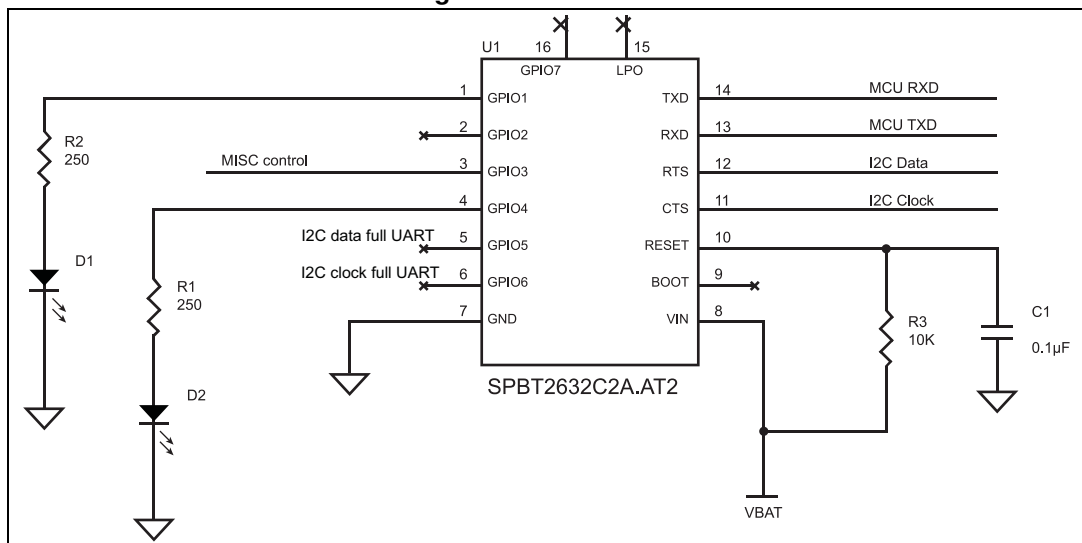 g
U1
16
15
GPIO7
LPO
1
GPIO1
TXD
14
MCU RXD
2
GPIO2
RXD
13
MCU TXD
MISC control
3
GPIO3
RTS
12
I2C Data
4
GPIO4
CTS
11
I2C Clock
I2C data full UART
5
GPIO5
RESET
10
I2C clock full UART
6
GPIO6
BOOT
9
7
GND
VIN
8
R2
250
D1
R1
250
D2
R3
10K
C1
0.1µF
SPBT2632C2A.AT2
VBAT